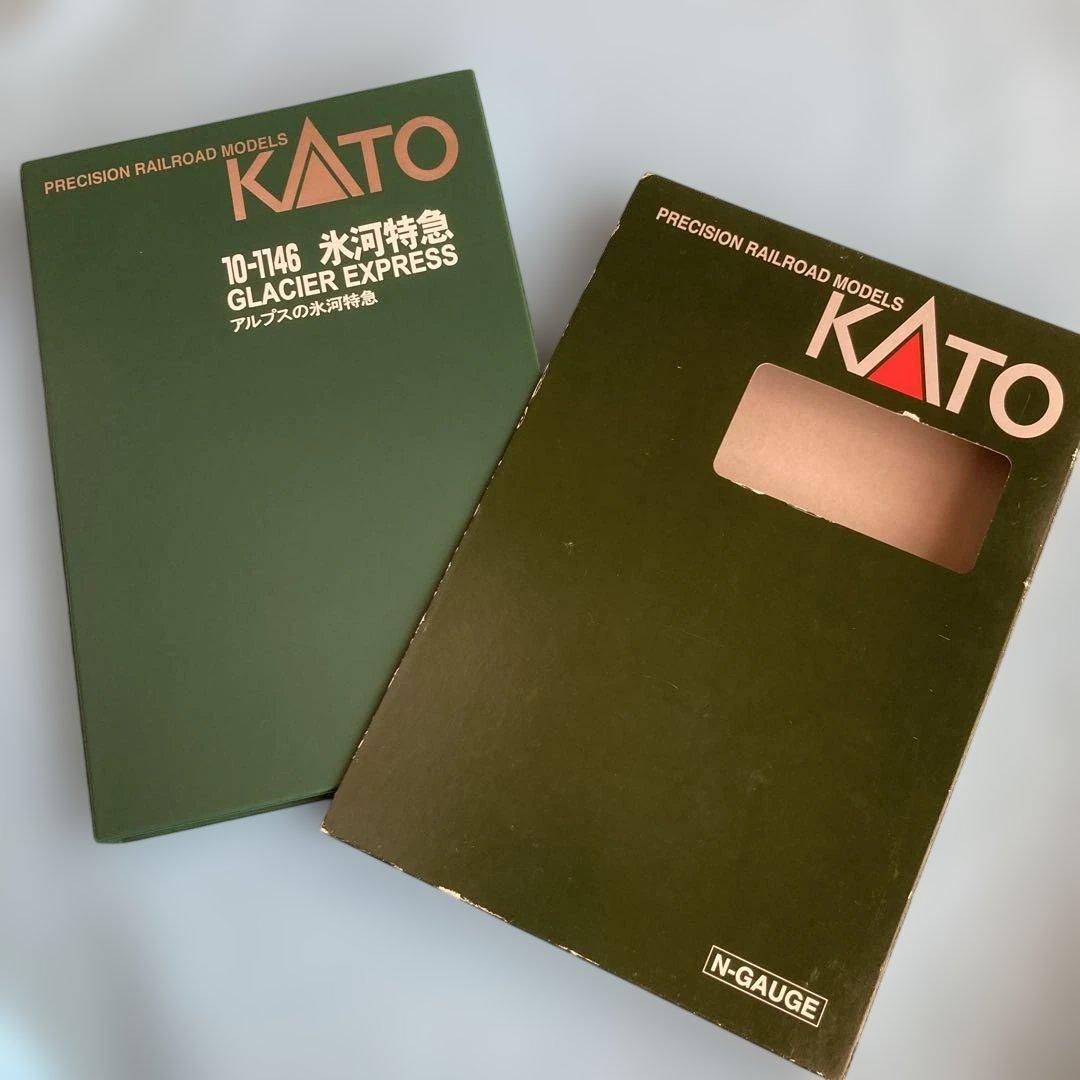 PRECISION RAILROAD MODELS
KATO
10-1146 氷河特急
GLACIER EXPRESS
アルプスの氷河特急
PRECISION RAILROAD MODELS
KATO
N-GAUGE